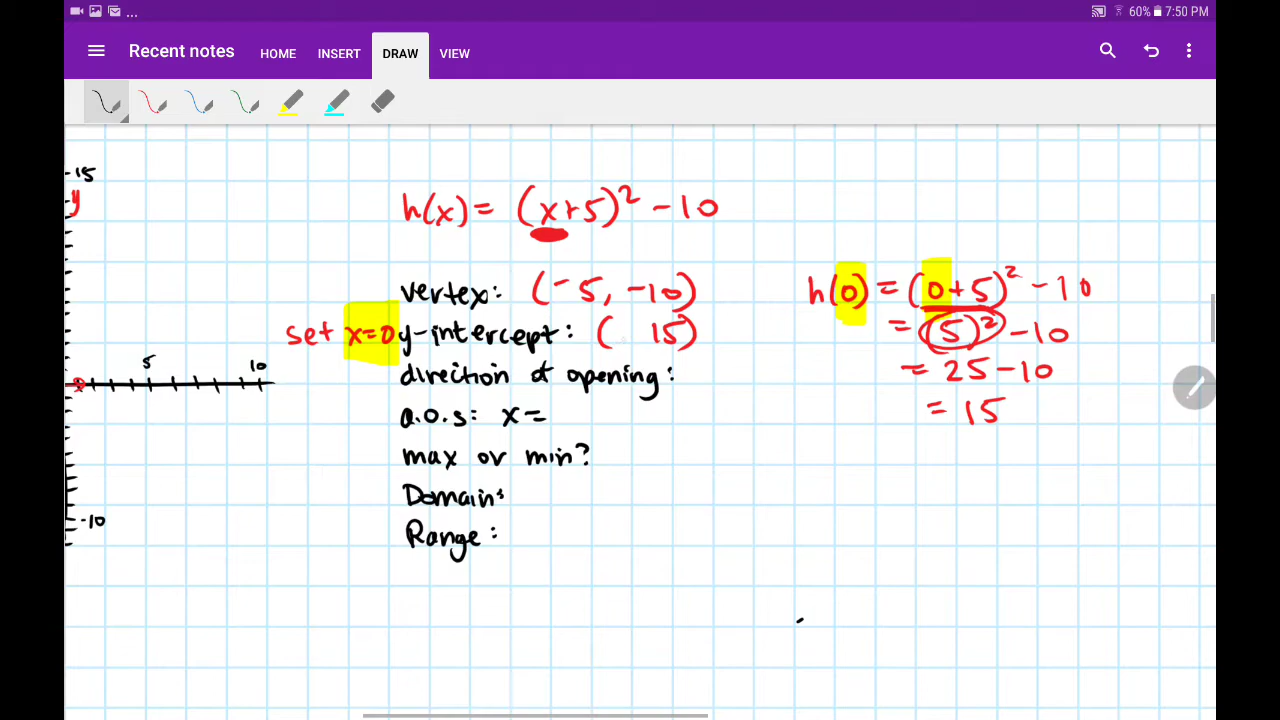 ... 60% 7:50 PM
Recent notes HOME INSERT DRAW VIEW
-15
y
h(x) = (x+5)² -10
vertex: (-5, -10)
set x=0 y-intercept: ( 15)
direction of opening:
a.o.s: x=
max or min?
Domain:
Range:
h(0) = (0+5)² -10
= (5)² -10
= 25 -10
= 15
5
10
-10